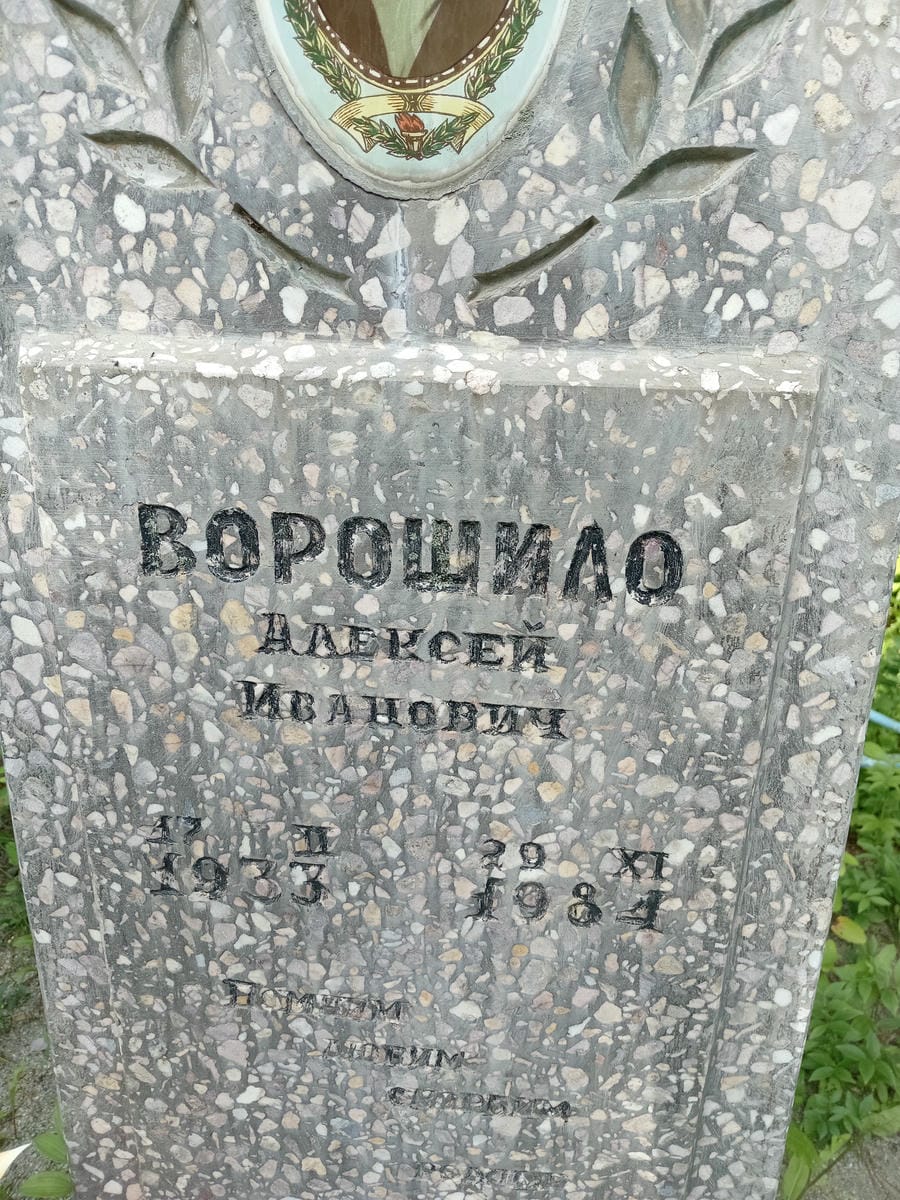 ВОРОШИЛО
АЛЕКСЕЙ
ИВАНОВИЧ
17 II 29 XI
1933 1984
ПОМНИМ
ЛЮБИМ
СКОРБИМ